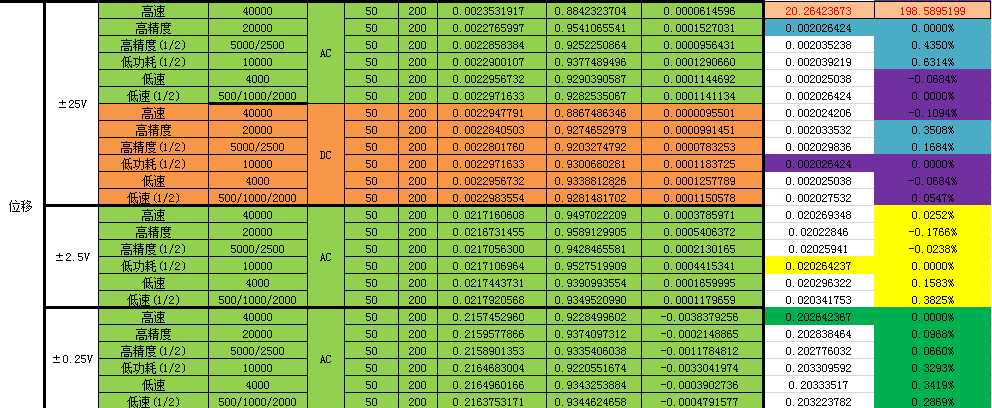 高速 40000 50 200 0.0023531917 0.8842323704 0.0000614596 20.26423673 198.5895199
高精度 20000 50 200 0.0022765997 0.9541065541 0.0001527031 0.002026424 0.0000%
高精度(1/2) 5000/2500 50 200 0.0022858384 0.9252250864 0.0000956431 0.002035238 0.4350%
低功耗(1/2) 10000 AC 50 200 0.0022900107 0.9377489496 0.0001290660 0.002039219 0.6314%
低速 4000 50 200 0.0022956732 0.9290390587 0.0001144692 0.002025038 -0.0684%
低速(1/2) 500/1000/2000 50 200 0.0022971633 0.9282535067 0.0001141134 0.002026424 0.0000%
±25V
高速 40000 50 200 0.0022947791 0.8867486346 0.0000095501 0.002024206 -0.1094%
高精度 20000 50 200 0.0022840503 0.9274652979 0.0000991451 0.002033532 0.3508%
高精度(1/2) 5000/2500 50 200 0.0022801760 0.9203274792 0.0000783253 0.002029836 0.1684%
低功耗(1/2) 10000 DC 50 200 0.0022971633 0.9300680281 0.0001183725 0.002026424 0.0000%
低速 4000 50 200 0.0022956732 0.9338812826 0.0001257789 0.002025038 -0.0684%
低速(1/2) 500/1000/2000 50 200 0.0022983554 0.9281481702 0.0001150578 0.002027532 0.0547%
位移
高速 40000 50 200 0.0217160608 0.9497022209 0.0003785971 0.020269348 0.0252%
高精度 20000 50 200 0.0216731455 0.9589129905 0.0005406372 0.02022846 -0.1766%
高精度(1/2) 5000/2500 50 200 0.0217056300 0.9428465581 0.0002130165 0.02025941 -0.0238%
±2.5V AC
低功耗(1/2) 10000 50 200 0.0217106964 0.9527519909 0.0004415341 0.020264237 0.0000%
低速 4000 50 200 0.0217443731 0.9390993554 0.0001659995 0.020296322 0.1583%
低速(1/2) 500/1000/2000 50 200 0.0217920568 0.9349520990 0.0001179659 0.020341753 0.3825%
高速 40000 50 200 0.2157452960 0.9228499602 -0.0038379256 0.202642367 0.0000%
高精度 20000 50 200 0.2159577866 0.9374097312 -0.0002148865 0.202838464 0.0968%
高精度(1/2) 5000/2500 50 200 0.2158901353 0.9335406038 -0.0011784812 0.202776032 0.0660%
±0.25V AC
低功耗(1/2) 10000 50 200 0.2164683004 0.9220551674 -0.0033041974 0.203309592 0.3293%
低速 4000 50 200 0.2164960166 0.9343253884 -0.0003902736 0.20333517 0.3419%
低速(1/2) 500/1000/2000 50 200 0.2163753171 0.9344624658 -0.0004791577 0.203223782 0.2869%